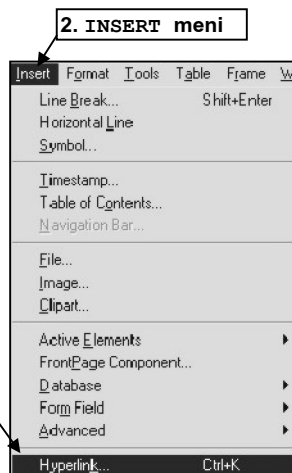 2. INSERT meni
Insert Format Tools Table Frame W
Line Break... Shift+Enter
Horizontal Line
Symbol...
Timestamp...
Table of Contents...
Navigation Bar...
File...
Image...
Clipart...
Active Elements
FrontPage Component...
Database
Form Field
Advanced
Hyperlink... Ctrl+K